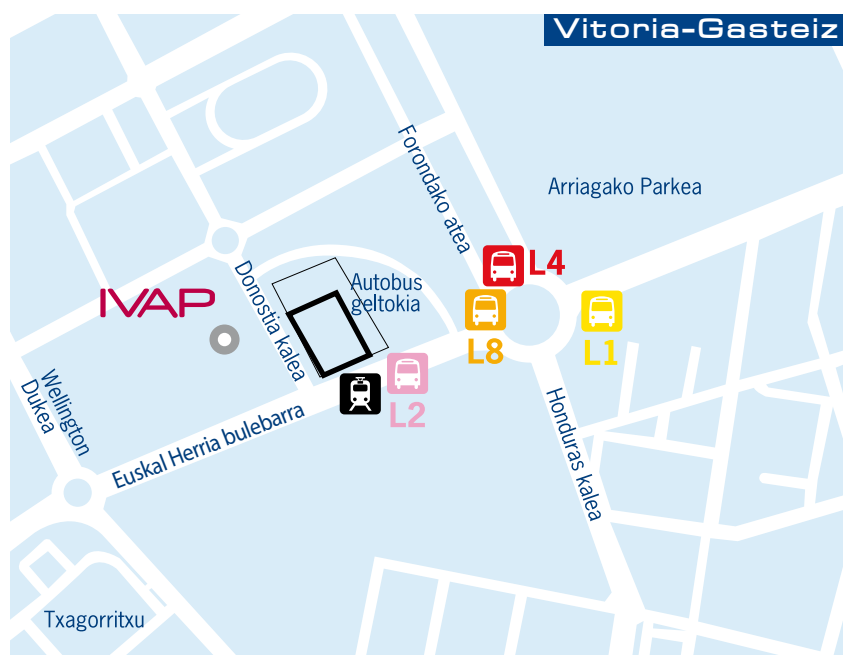 Vitoria-Gasteiz
Forondako atea
Arriagako Parkea
L4
Donostia kalea
Autobus
geltokia
IVAP
L8
L1
L2
Wellington
Dukea
Euskal Herria bulebarra
Honduras kalea
Txagorritxu